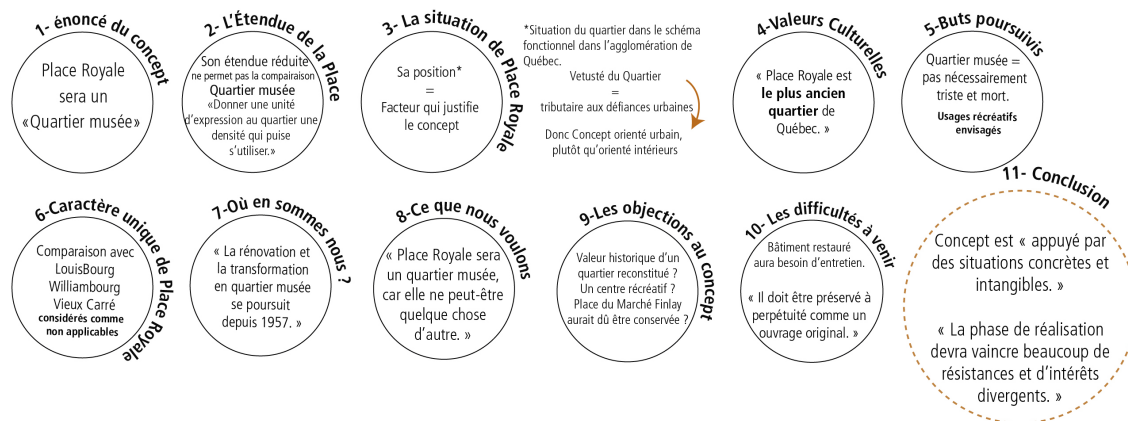 1- énoncé du concept
Place Royale
sera un
«Quartier musée»
2- L'Étendue de la Place
Son étendue réduite
ne permet pas la compairaison
Quartier musée
«Donner une unité
d'expression au quartier une
densité qui puise
s'utiliser.»
3- La situation de Place Royale
Sa position*
=
Facteur qui justifie
le concept
*Situation du quartier dans le schéma
fonctionnel dans l'agglomération de
Québec.
Vetusté du Quartier
=
tributaire aux défiances urbaines
Donc Concept orienté urbain,
plutôt qu'orienté intérieurs
4-Valeurs Culturelles
« Place Royale est
le plus ancien
quartier de
Québec. »
5-Buts poursuivis
Quartier musée =
pas nécessairement
triste et mort.
Usages récréatifs
envisagés
6-Caractère unique de Place Royale
Comparaison avec
LouisBourg
Williambourg
Vieux Carré
considérés comme
non applicables
7-Où en sommes nous ?
« La rénovation et
la transformation
en quartier musée
se poursuit
depuis 1957. »
8-Ce que nous voulons
« Place Royale sera
un quartier musée,
car elle ne peut-être
quelque chose
d'autre. »
9-Les objections au concept
Valeur historique d'un
quartier reconstitué ?
Un centre récréatif ?
Place du Marché Finlay
aurait dû être conservée ?
10- Les difficultés à venir
Bâtiment restauré
aura besoin d'entretien.
« Il doit être préservé à
perpétuité comme un
ouvrage original. »
11- Conclusion
Concept est « appuyé par
des situations concrètes et
intangibles. »
« La phase de réalisation
devra vaincre beaucoup de
résistances et d'intérêts
divergents. »